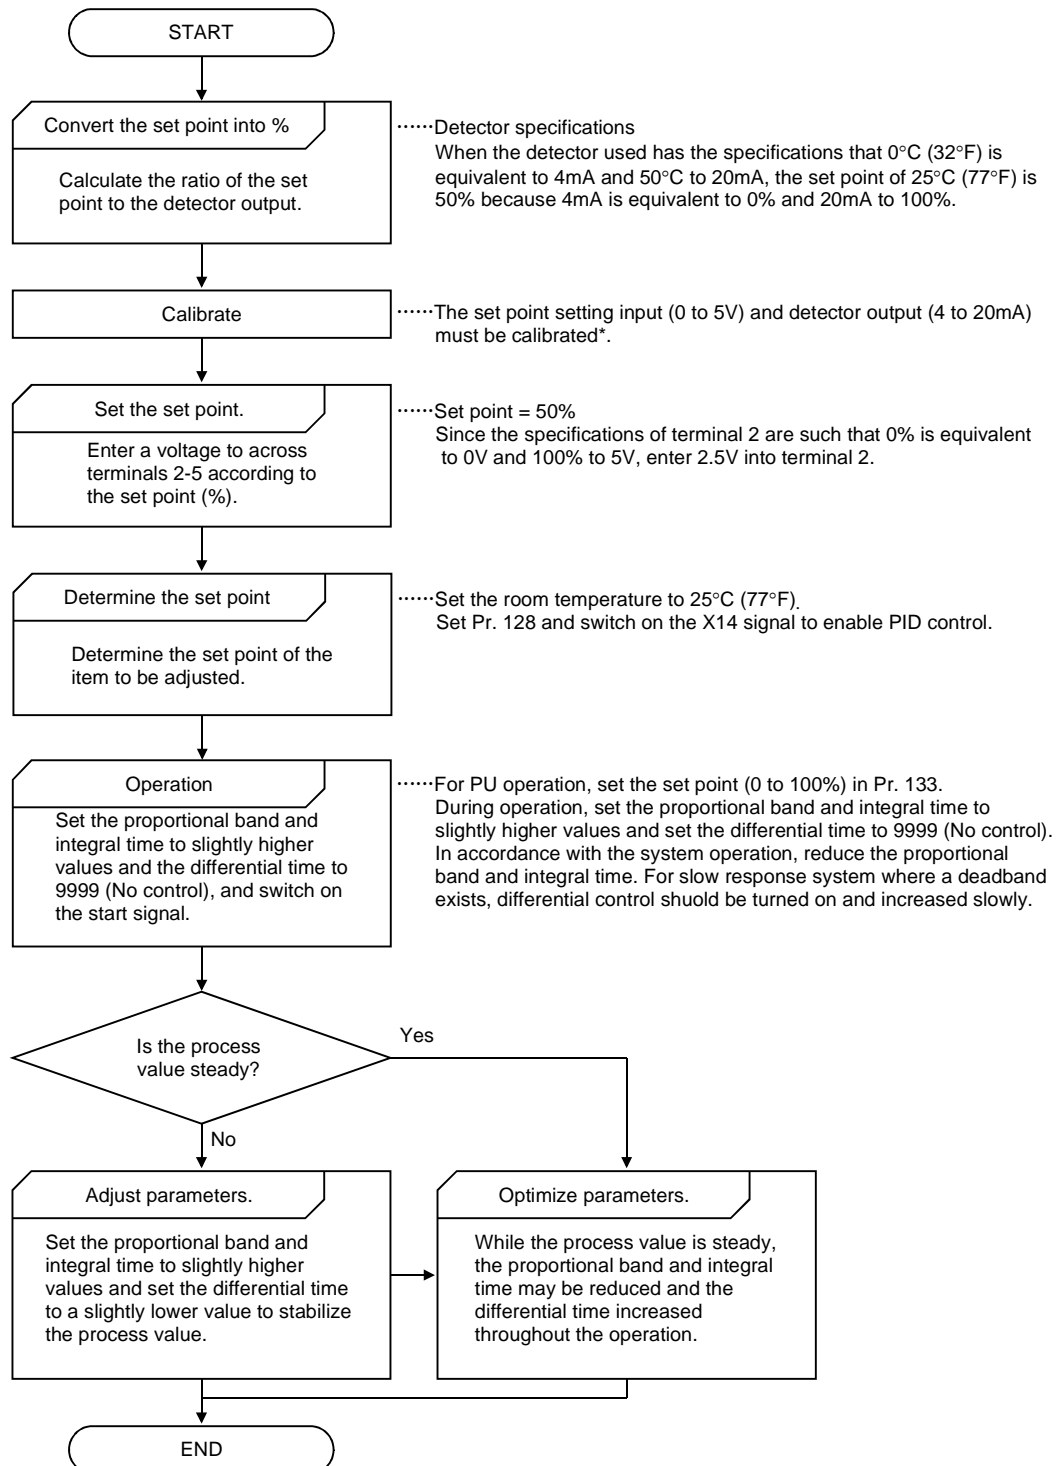 START
Convert the set point into %
Calculate the ratio of the set
point to the detector output.
······Detector specifications
When the detector used has the specifications that 0°C (32°F) is
equivalent to 4mA and 50°C to 20mA, the set point of 25°C (77°F) is
50% because 4mA is equivalent to 0% and 20mA to 100%.
Calibrate
······The set point setting input (0 to 5V) and detector output (4 to 20mA)
must be calibrated*.
Set the set point.
Enter a voltage to across
terminals 2-5 according to
the set point (%).
······Set point = 50%
Since the specifications of terminal 2 are such that 0% is equivalent
to 0V and 100% to 5V, enter 2.5V into terminal 2.
Determine the set point
Determine the set point of the
item to be adjusted.
······Set the room temperature to 25°C (77°F).
Set Pr. 128 and switch on the X14 signal to enable PID control.
Operation
Set the proportional band and
integral time to slightly higher
values and the differential time to
9999 (No control), and switch on
the start signal.
······For PU operation, set the set point (0 to 100%) in Pr. 133.
During operation, set the proportional band and integral time to
slightly higher values and set the differential time to 9999 (No control).
In accordance with the system operation, reduce the proportional
band and integral time. For slow response system where a deadband
exists, differential control shuold be turned on and increased slowly.
Is the process
value steady?
Yes
No
Adjust parameters.
Set the proportional band and
integral time to slightly higher
values and set the differential time
to a slightly lower value to stabilize
the process value.
Optimize parameters.
While the process value is steady,
the proportional band and integral
time may be reduced and the
differential time increased
throughout the operation.
END